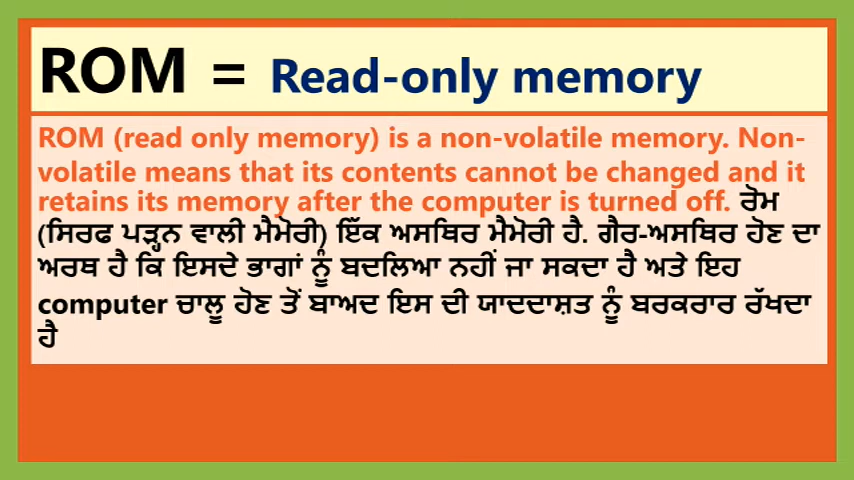 ROM = Read-only memory
ROM (read only memory) is a non-volatile memory. Non-
volatile means that its contents cannot be changed and it
retains its memory after the computer is turned off. ਰੋਮ
(ਸਿਰਫ ਪੜ੍ਹਨ ਵਾਲੀ ਮੈਮੋਰੀ) ਇੱਕ ਅਸਥਿਰ ਮੈਮੋਰੀ ਹੈ. ਗੈਰ-ਅਸਥਿਰ ਹੋਣ ਦਾ
ਅਰਥ ਹੈ ਕਿ ਇਸਦੇ ਭਾਗਾਂ ਨੂੰ ਬਦਲਿਆ ਨਹੀਂ ਜਾ ਸਕਦਾ ਹੈ ਅਤੇ ਇਹ
computer ਚਾਲੂ ਹੋਣ ਤੋਂ ਬਾਅਦ ਇਸ ਦੀ ਯਾਦਦਾਸ਼ਤ ਨੂੰ ਬਰਕਰਾਰ ਰੱਖਦਾ
ਹੈ